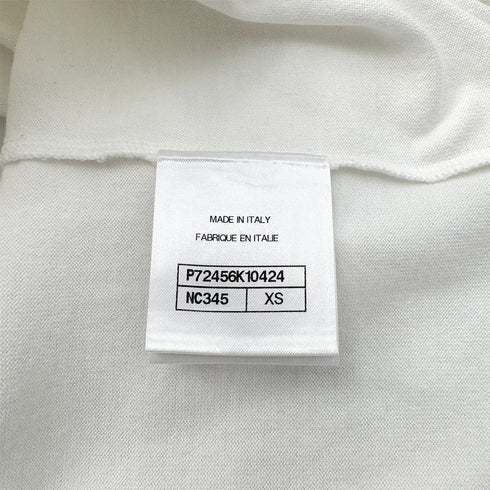 MADE IN ITALY
FABRIQUE EN ITALIE
P72456K10424
NC345 XS